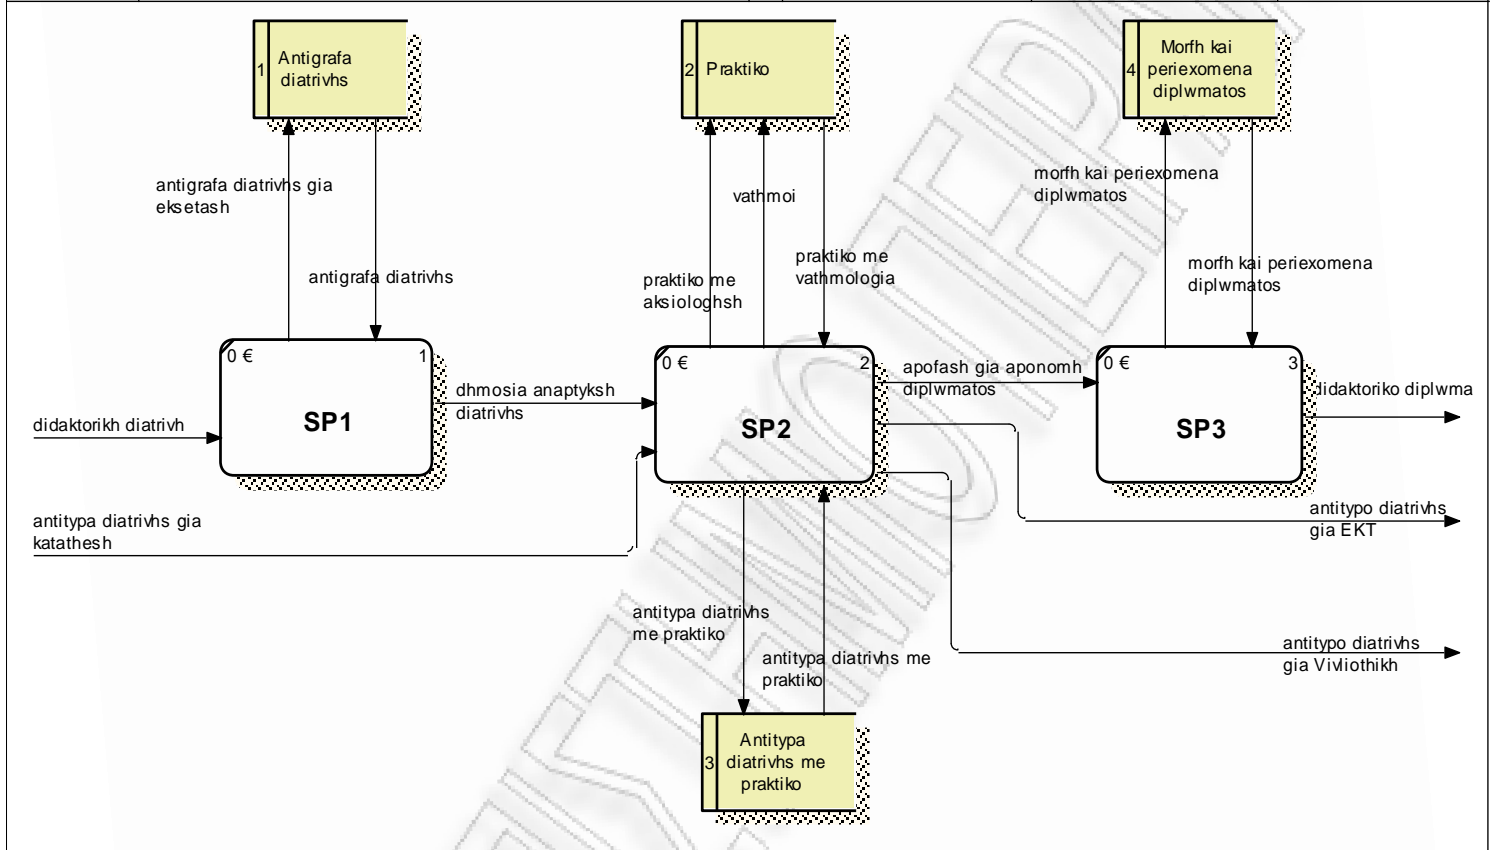 1
Antigrafa
diatrivhs
2
Praktiko
4
Morfh kai
periexomena
diplwmatos
antigrafa diatrivhs gia
eksetash
antigrafa diatrivhs
vathmoi
praktiko me
aksiologhsh
praktiko me
vathmologia
morfh kai periexomena
diplwmatos
morfh kai periexomena
diplwmatos
0 €
1
SP1
0 €
2
SP2
0 €
3
SP3
didaktorikh diatrivh
dhmosia anaptyksh
diatrivhs
apofash gia aponomh
diplwmatos
didaktoriko diplwma
antitypa diatrivhs gia
katathesh
antitypo diatrivhs
gia EKT
antitypa diatrivhs
me praktiko
antitypa diatrivhs me
praktiko
antitypo diatrivhs
gia Vivliothikh
3
Antitypa
diatrivhs me
praktiko